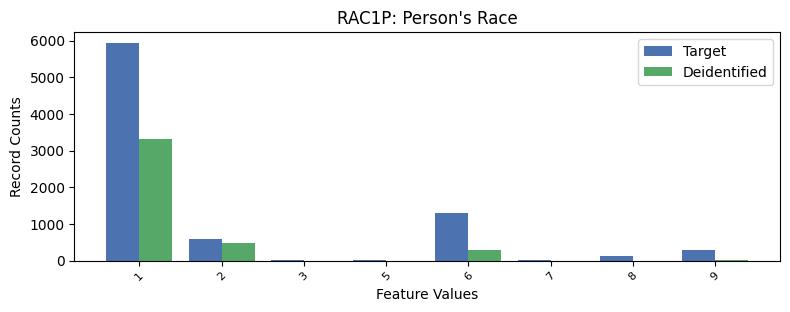 RAC1P: Person's Race
Target
Deidentified
Record Counts
6000
5000
4000
3000
2000
1000
0
1 2 3 5 6 7 8 9
Feature Values